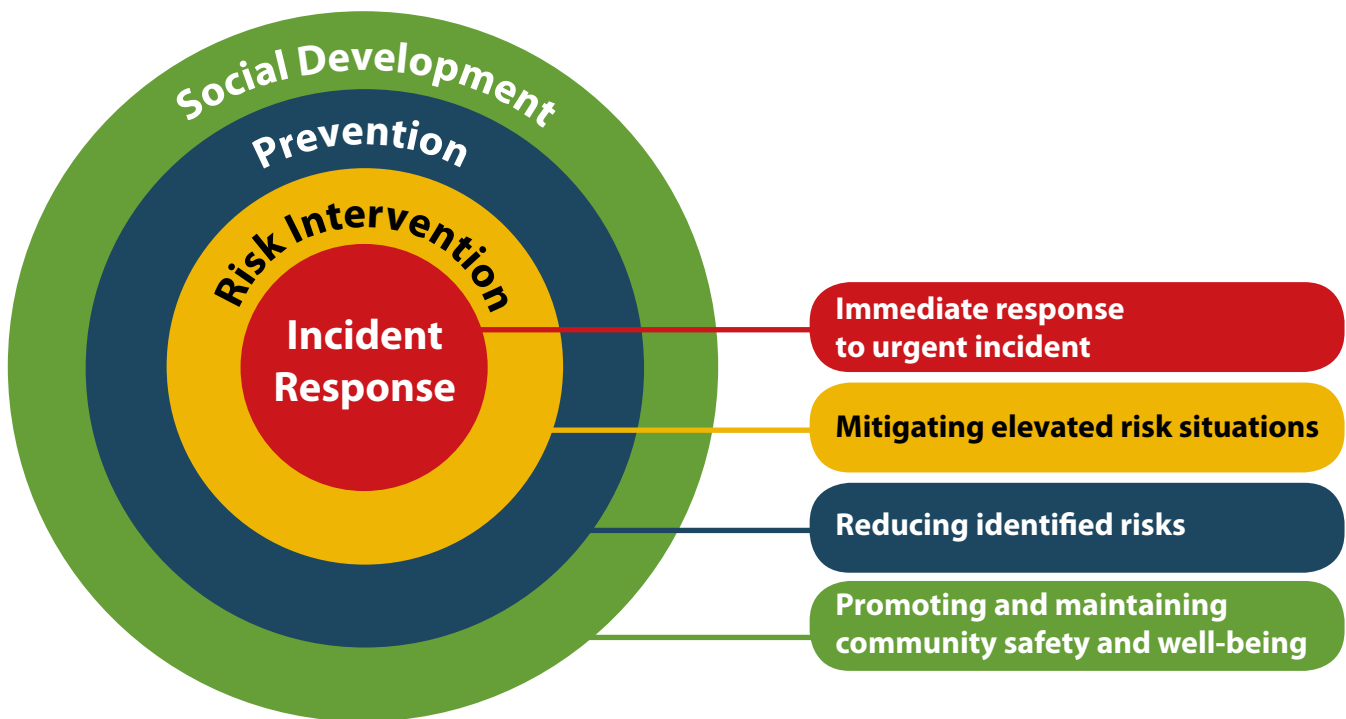 Social Development
Prevention
Risk Intervention
Incident
Response
Immediate response
to urgent incident
Mitigating elevated risk situations
Reducing identified risks
Promoting and maintaining
community safety and well-being